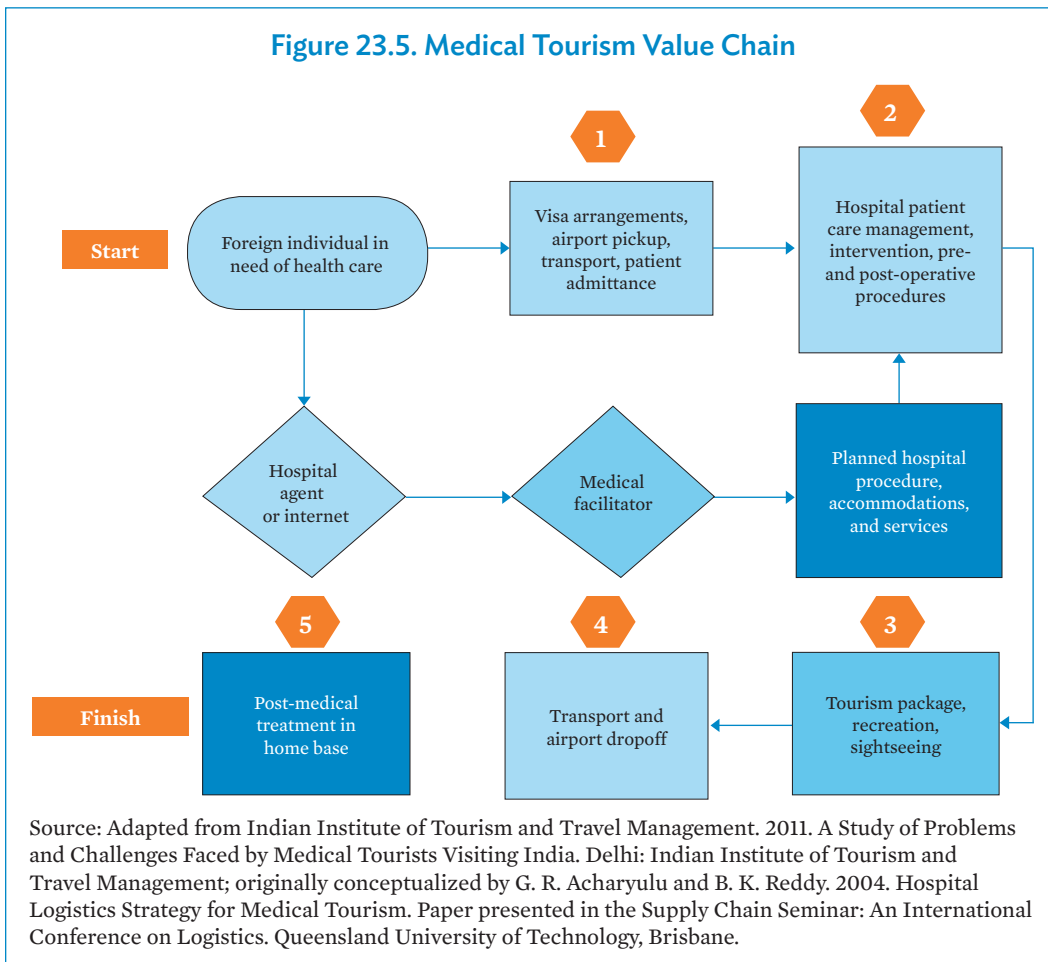 Figure 23.5. Medical Tourism Value Chain
1
2
Start
Foreign individual in
need of health care
Visa arrangements,
airport pickup,
transport, patient
admittance
Hospital patient
care management,
intervention, pre-
and post-operative
procedures
Hospital
agent
or internet
Medical
facilitator
Planned hospital
procedure,
accommodations,
and services
5
4
3
Finish
Post-medical
treatment in
home base
Transport and
airport dropoff
Tourism package,
recreation,
sightseeing
Source: Adapted from Indian Institute of Tourism and Travel Management. 2011. A Study of Problems
and Challenges Faced by Medical Tourists Visiting India. Delhi: Indian Institute of Tourism and
Travel Management; originally conceptualized by G. R. Acharyulu and B. K. Reddy. 2004. Hospital
Logistics Strategy for Medical Tourism. Paper presented in the Supply Chain Seminar: An International
Conference on Logistics. Queensland University of Technology, Brisbane.